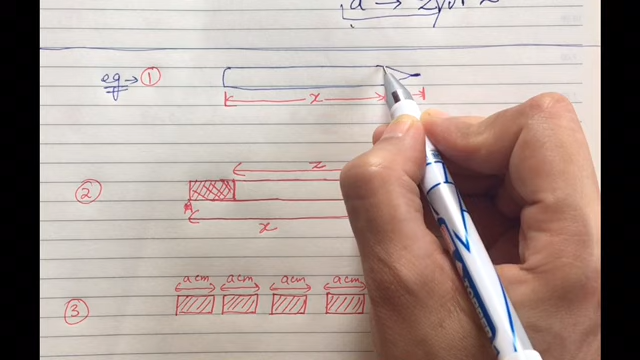 eg → ①
x
②
z
x
③
a cm a cm a cm a cm